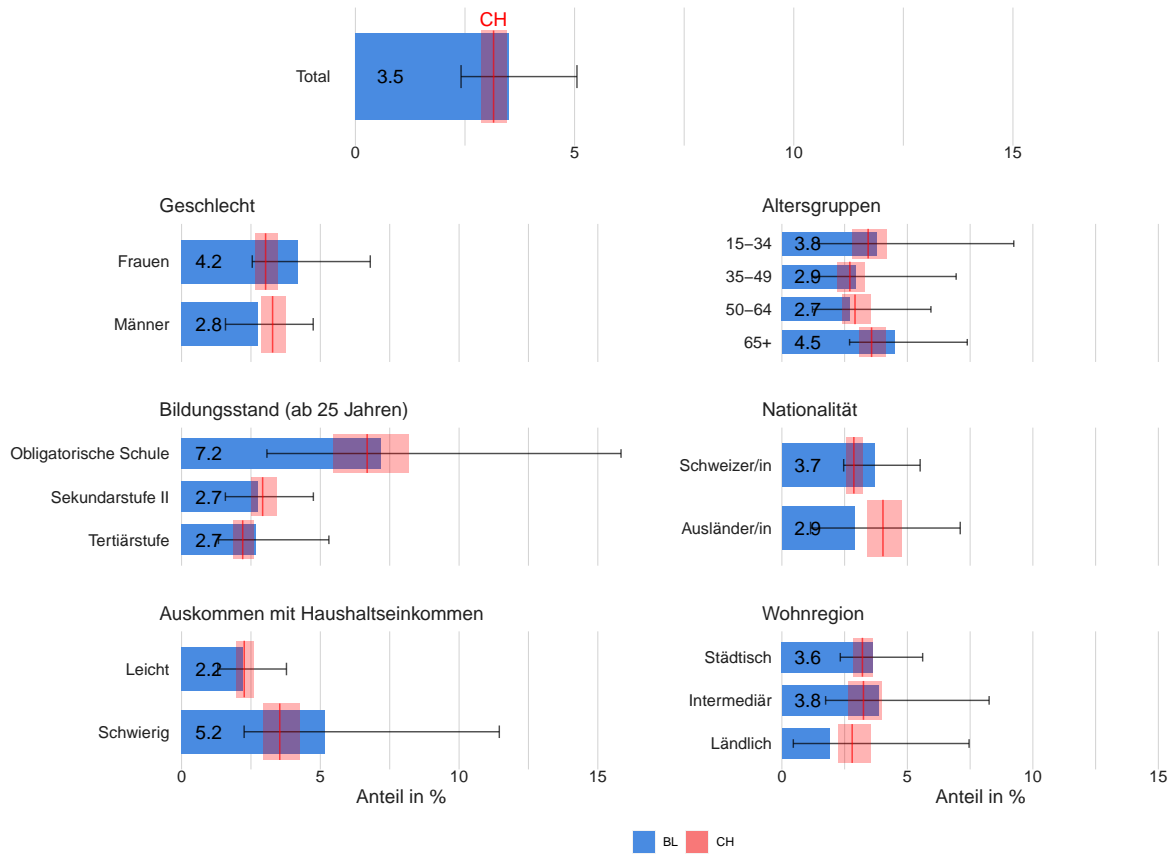 CH
Total 3.5
0 5 10 15
Geschlecht
Frauen 4.2
Männer 2.8
Altersgruppen
15–34 3.8
35–49 2.9
50–64 2.7
65+ 4.5
Bildungsstand (ab 25 Jahren)
Obligatorische Schule 7.2
Sekundarstufe II 2.7
Tertiärstufe 2.7
Nationalität
Schweizer/in 3.7
Ausländer/in 2.9
Auskommen mit Haushaltseinkommen
Leicht 2.2
Schwierig 5.2
0 5 10 15
Anteil in %
Wohnregion
Städtisch 3.6
Intermediär 3.8
Ländlich
0 5 10 15
Anteil in %
BL CH